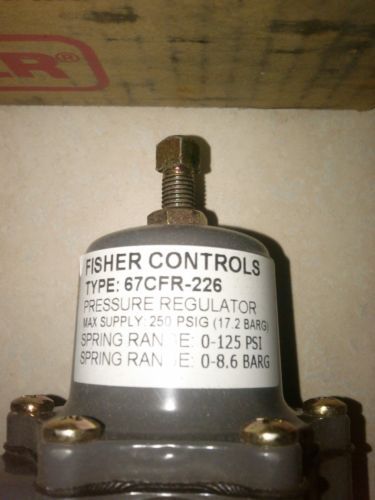 ER®
FISHER CONTROLS
TYPE: 67CFR-226
PRESSURE REGULATOR
MAX SUPPLY: 250 PSIG (17.2 BARG)
SPRING RANGE: 0-125 PSI
SPRING RANGE: 0-8.6 BARG